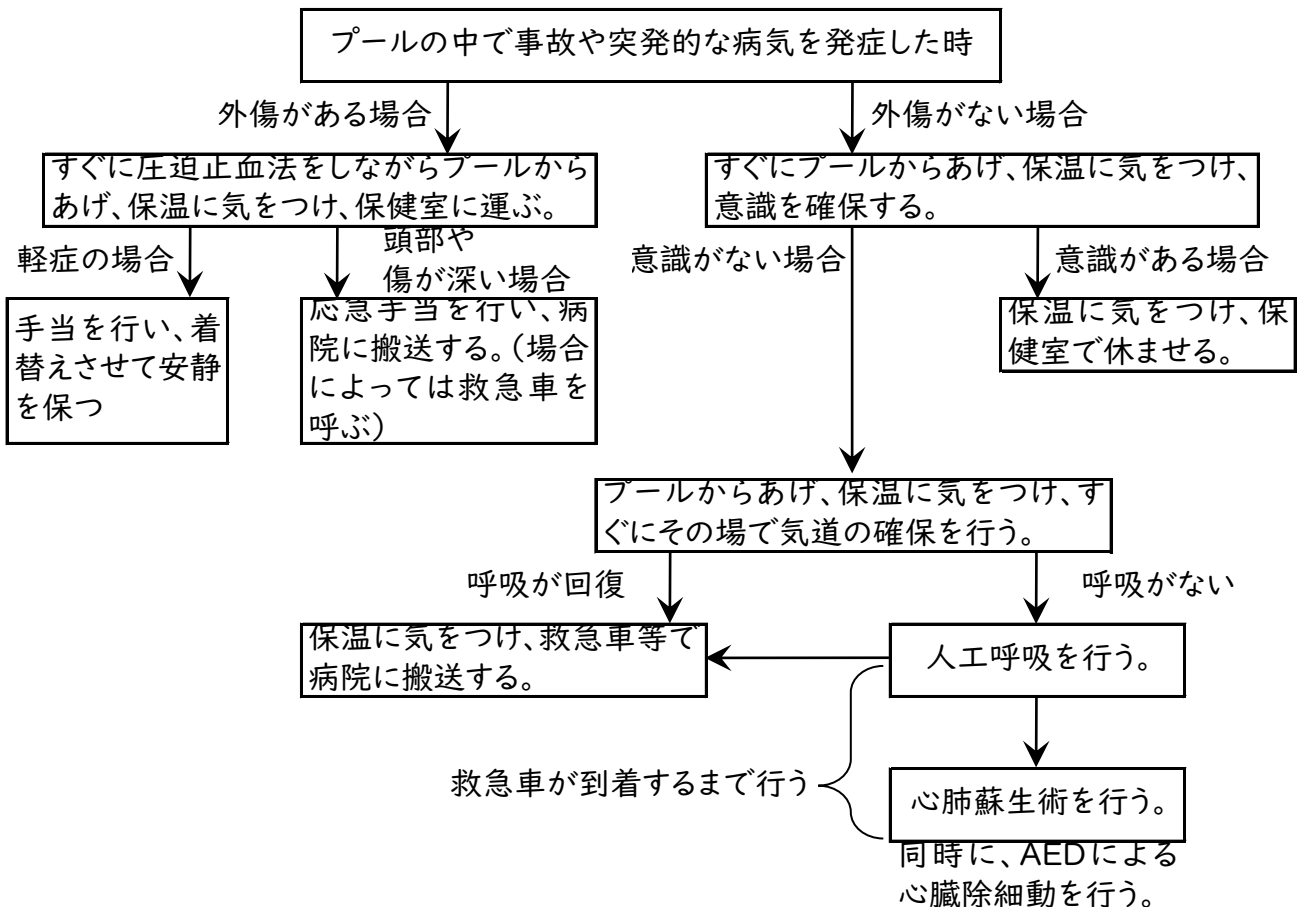 プールの中で事故や突発的な病気を発症した時
外傷がある場合
外傷がない場合
すぐに圧迫止血法をしながらプールから
あげ、保温に気をつけ、保健室に運ぶ。
すぐにプールからあげ、保温に気をつけ、
意識を確保する。
軽症の場合
頭部や
傷が深い場合
意識がない場合
意識がある場合
手当を行い、着
替えさせて安静
を保つ
応急手当を行い、病
院に搬送する。(場合
によっては救急車を
呼ぶ)
保温に気をつけ、保
健室で休ませる。
プールからあげ、保温に気をつけ、す
ぐにその場で気道の確保を行う。
呼吸が回復
呼吸がない
保温に気をつけ、救急車等で
病院に搬送する。
人工呼吸を行う。
救急車が到着するまで行う
心肺蘇生術を行う。
同時に、AEDによる
心臓除細動を行う。